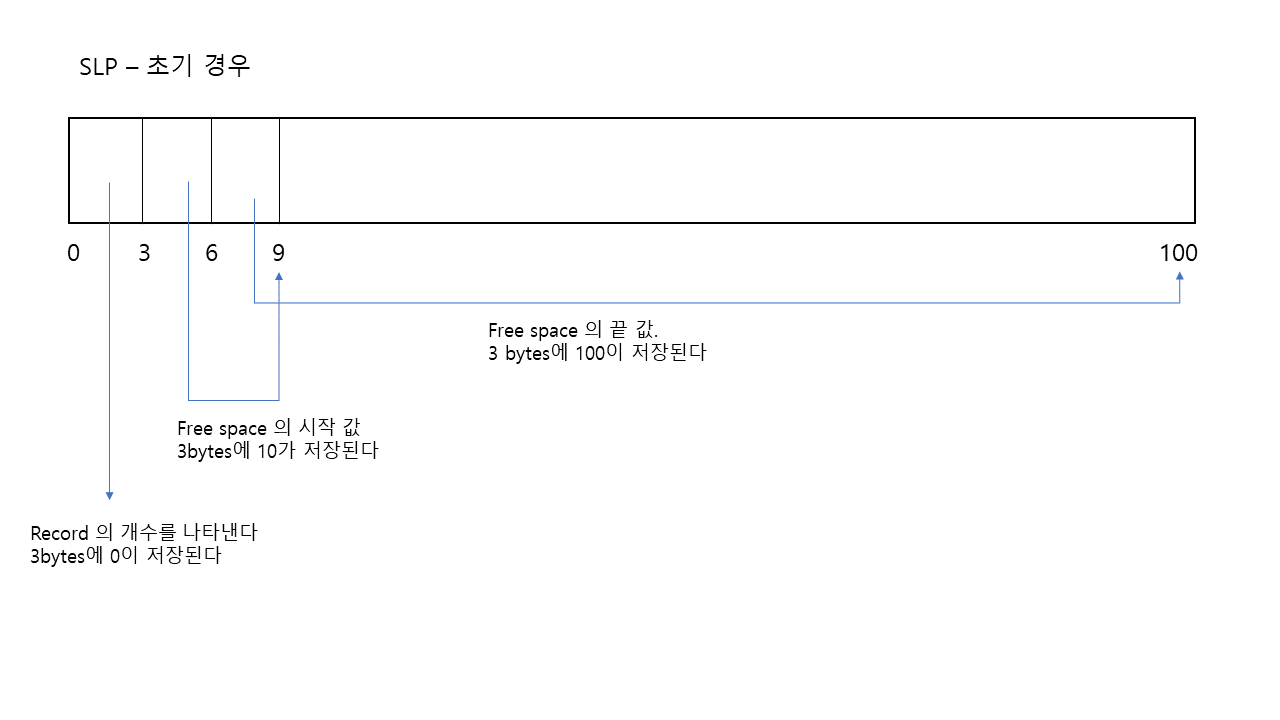 SLP – 초기 경우
0 3 6 9 100
Free space 의 끝 값.
3 bytes에 100이 저장된다
Free space 의 시작 값
3bytes에 10가 저장된다
Record 의 개수를 나타낸다
3bytes에 0이 저장된다